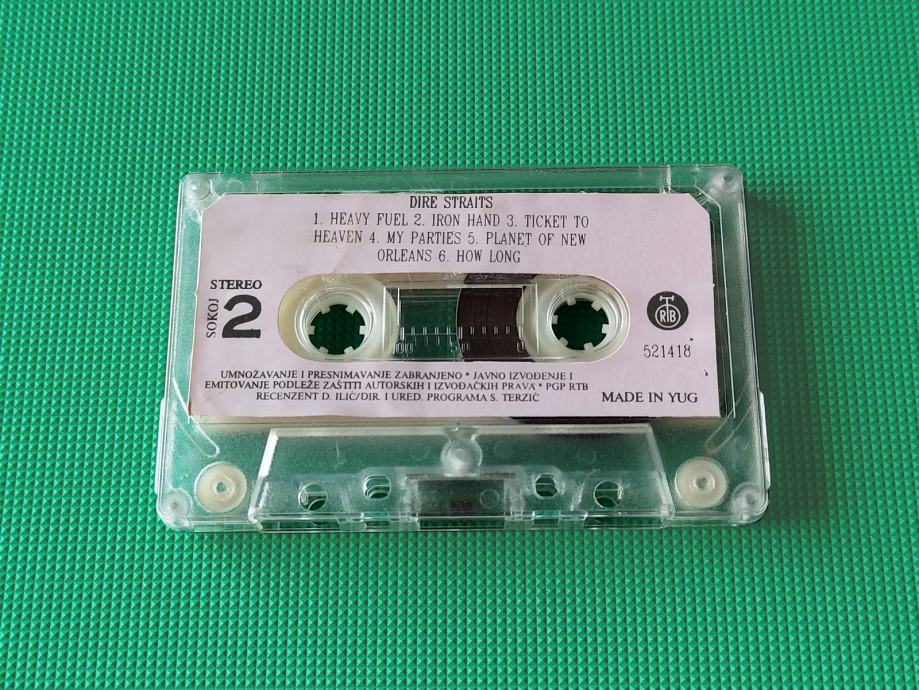 DIRE STRAITS
1. HEAVY FUEL 2. IRON HAND 3. TICKET TO
HEAVEN 4. MY PARTIES 5. PLANET OF NEW
ORLEANS 6. HOW LONG
STEREO
SOKOJ
2
RTB
521418
UMNOŽAVANJE I PRESNIMAVANJE ZABRANJENO * JAVNO IZVOĐENJE I
EMITOVANJE PODLEŽE ZAŠTITI AUTORSKIH I IZVOĐAČKIH PRAVA * PGP RTB
RECENZENT D. ILIĆ/DIR. I URED. PROGRAMA S. TERZIĆ
MADE IN YUG